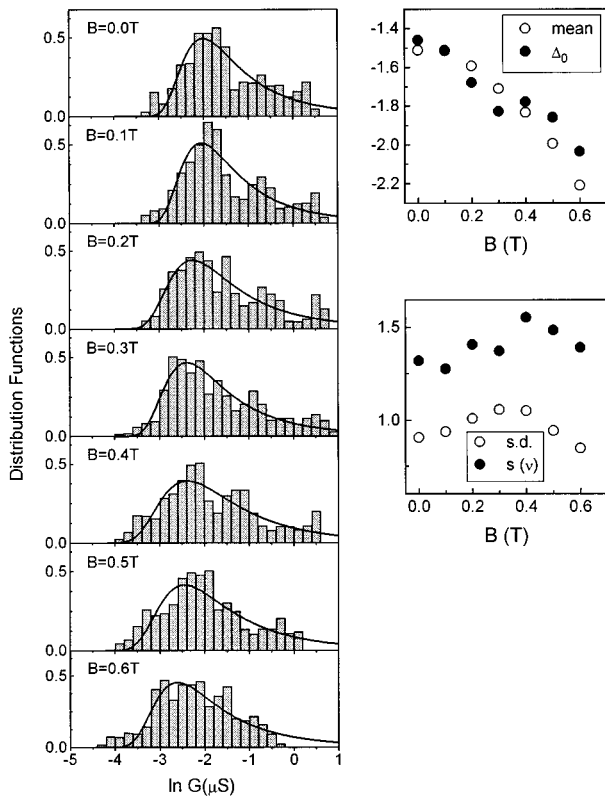 B=0.0T
0.5
0.0
B=0.1T
0.5
0.0
B=0.2T
0.5
0.0
B=0.3T
0.5
0.0
B=0.4T
0.5
0.0
B=0.5T
0.5
0.0
B=0.6T
0.5
0.0
-5 -4 -3 -2 -1 0 1
ln G(μS)
Distribution Functions
mean
Δ₀
-1.4
-1.6
-1.8
-2.0
-2.2
0.0 0.2 0.4 0.6
B (T)
1.5
1.0
s.d.
s (ν)
0.0 0.2 0.4 0.6
B (T)